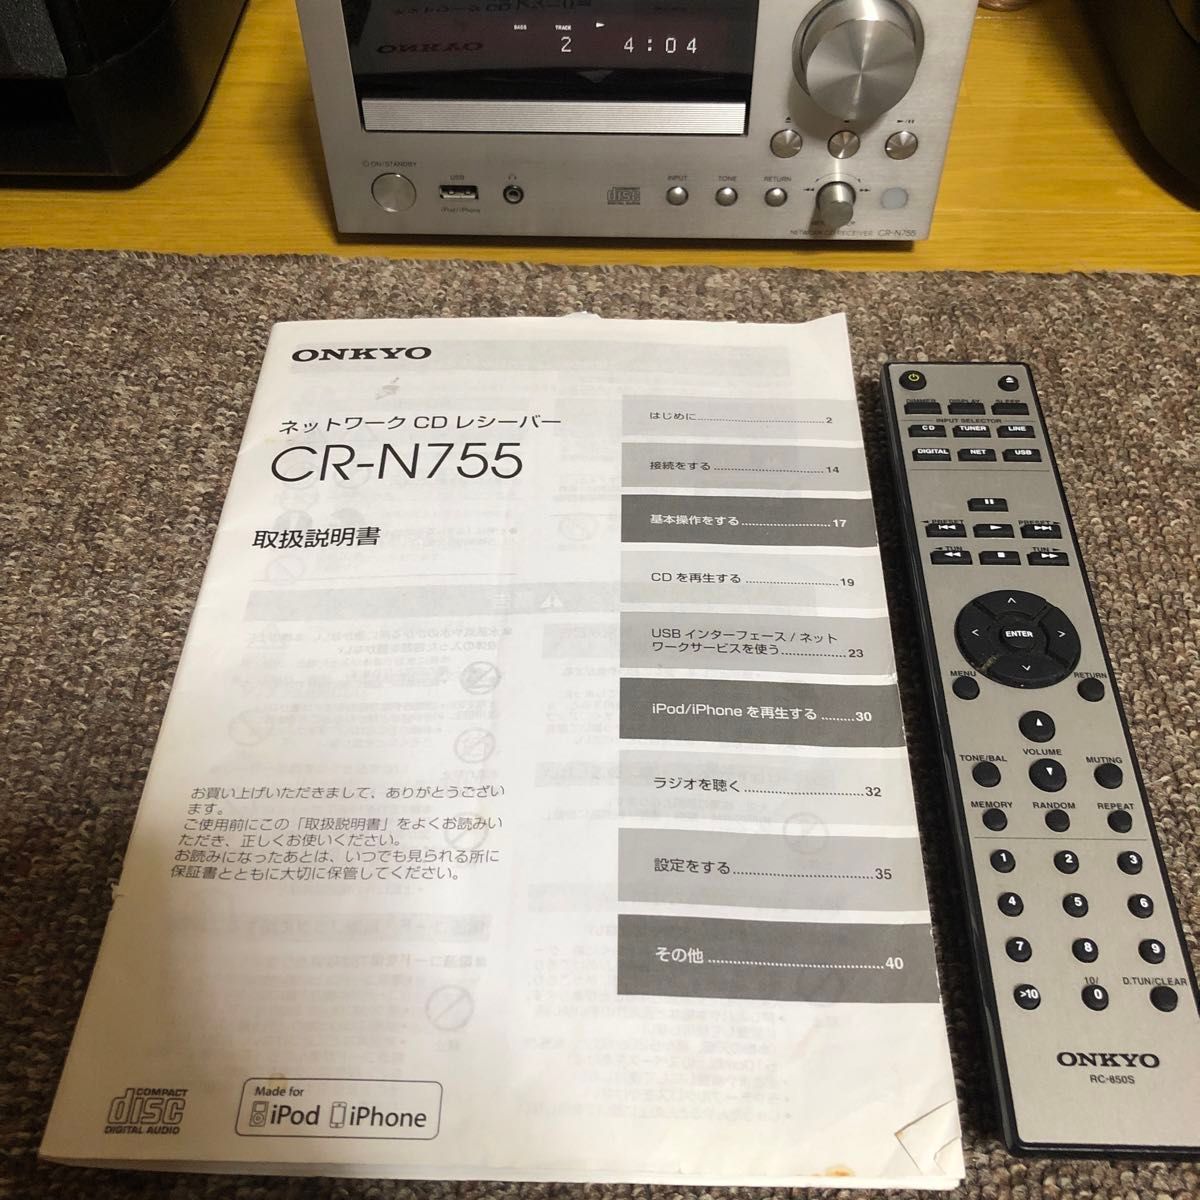 BASS TRACK
2 4:04
ON/STANDBY
USB
iPod/iPhone
disc
DIGITAL AUDIO
INPUT
TONE
RETURN
NETWORK CD RECEIVER CR-N755
ONKYO
ネットワーク CD レシーバー
CR-N755
取扱説明書
お買い上げいただきまして、ありがとうござい
ます。
ご使用前にこの「取扱説明書」をよくお読みい
ただき、正しくお使いください。
お読みになったあとは、いつでも見られる所に
保証書とともに大切に保管してください。
COMPACT
disc
DIGITAL AUDIO
Made for
iPod iPhone
はじめに 2
接続をする 14
基本操作をする 17
CD を再生する 19
USB インターフェース / ネット
ワークサービスを使う 23
iPod/iPhone を再生する 30
ラジオを聴く 32
設定をする 35
その他 40
DIMMER DISPLAY SLEEP
INPUT SELECTOR
CD TUNER LINE
DIGITAL NET USB
PRESET PRESET
TUN TUN
ENTER
MENU RETURN
VOLUME
TONE/BAL MUTING
MEMORY RANDOM REPEAT
1 2 3
4 5 6
7 8 9
>10 10/0 D.TUN/CLEAR
ONKYO
RC-850S